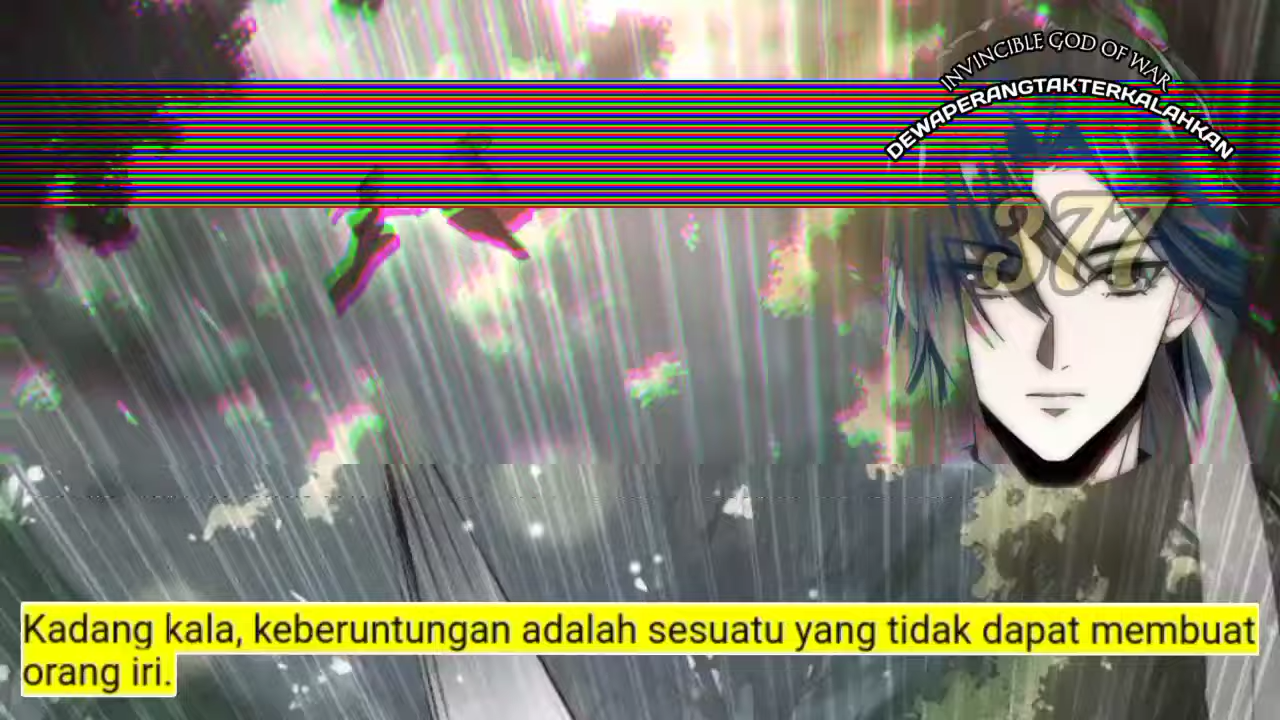 INVINCIBLE GOD OF WAR
DEWAPERANGTAKTERKALAHKAN
377
Kadang kala, keberuntungan adalah sesuatu yang tidak dapat membuat
orang iri.